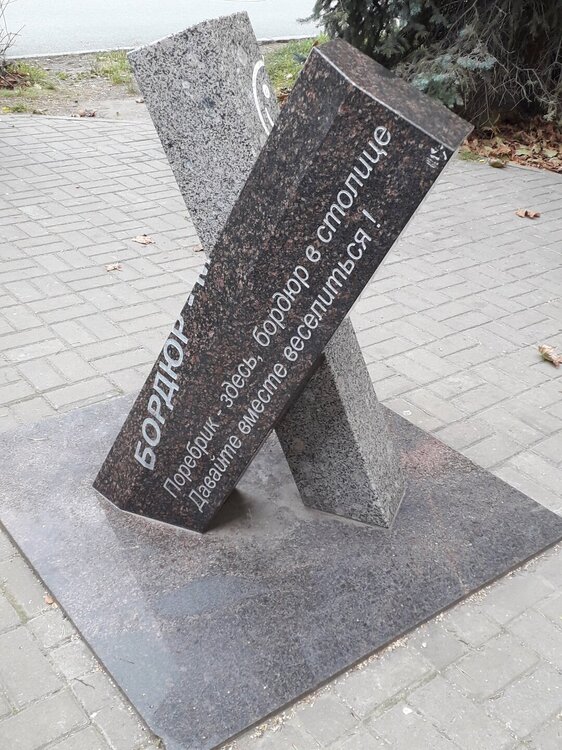 БОРДЮР
Поребрик - здесь, бордюр в столице
Давайте вместе веселиться !